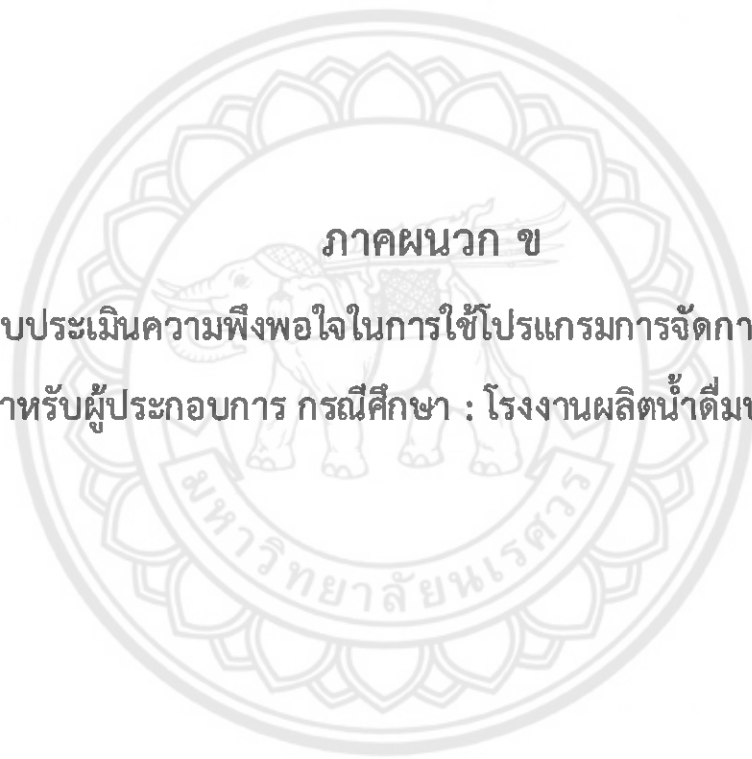 ภาคผนวก ข
บประเมินความพึงพอใจในการใช้โปรแกรมการจัดกา
าหรับผู้ประกอบการ กรณีศึกษา : โรงงานผลิตน้ำดื่ม
มหาวิทยาลัยนเรศวร